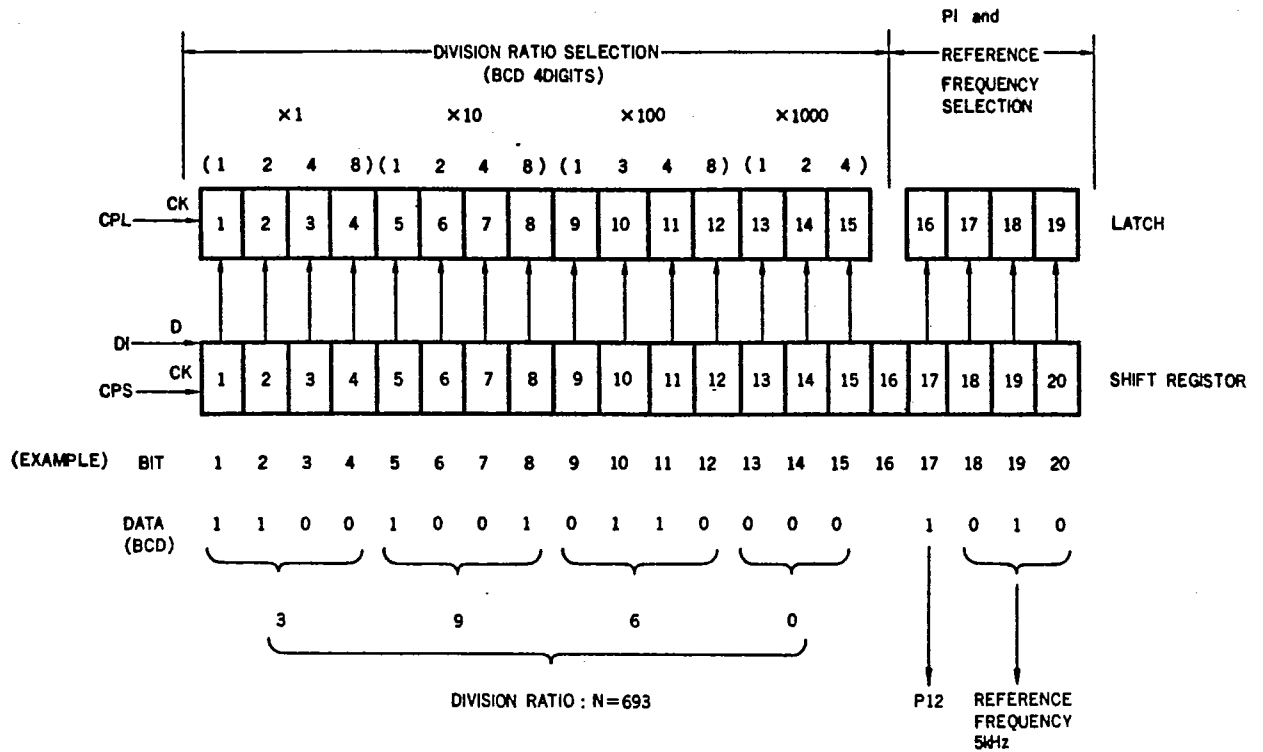 PI and
DIVISION RATIO SELECTION
(BCD 4DIGITS)
REFERENCE
FREQUENCY
SELECTION
×1 ×10 ×100 ×1000
(1 2 4 8)(1 2 4 8)(1 3 4 8)(1 2 4)
CK
CPL
1 2 3 4 5 6 7 8 9 10 11 12 13 14 15 16 17 18 19
LATCH
D
DI
CK
CPS
1 2 3 4 5 6 7 8 9 10 11 12 13 14 15 16 17 18 19 20
SHIFT REGISTOR
(EXAMPLE) BIT 1 2 3 4 5 6 7 8 9 10 11 12 13 14 15 16 17 18 19 20
DATA 1 1 0 0 1 0 0 1 0 1 1 0 0 0 0 1 0 1 0
(BCD)
3 9 6 0
DIVISION RATIO : N=693
P12
REFERENCE
FREQUENCY
5kHz